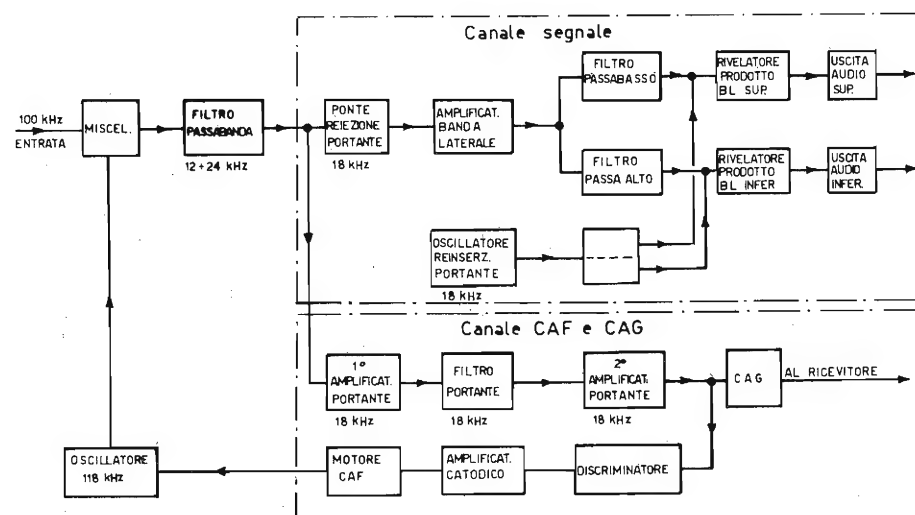 Canale segnale
100 kHz
ENTRATA
MISCEL.
FILTRO
PASSABANDA
12÷24 kHz
PONTE
REIEZIONE
PORTANTE
18 kHz
AMPLIFICAT.
BANDA
LATERALE
FILTRO
PASSABASSO
RIVELATORE
PRODOTTO
BL SUP.
USCITA
AUDIO
SUP.
FILTRO
PASSA ALTO
RIVELATORE
PRODOTTO
BL INFER
USCITA
AUDIO
INFER.
OSCILLATORE
REINSERZ.
PORTANTE
18 kHz
Canale CAF e CAG
1º
AMPLIFICAT.
PORTANTE
18 kHz
FILTRO
PORTANTE
18 kHz
2º
AMPLIFICAT.
PORTANTE
18 kHz
CAG
AL RICEVITORE
OSCILLATORE
118 kHz
MOTORE
CAF
AMPLIFICAT.
CATODICO
DISCRIMINATORE